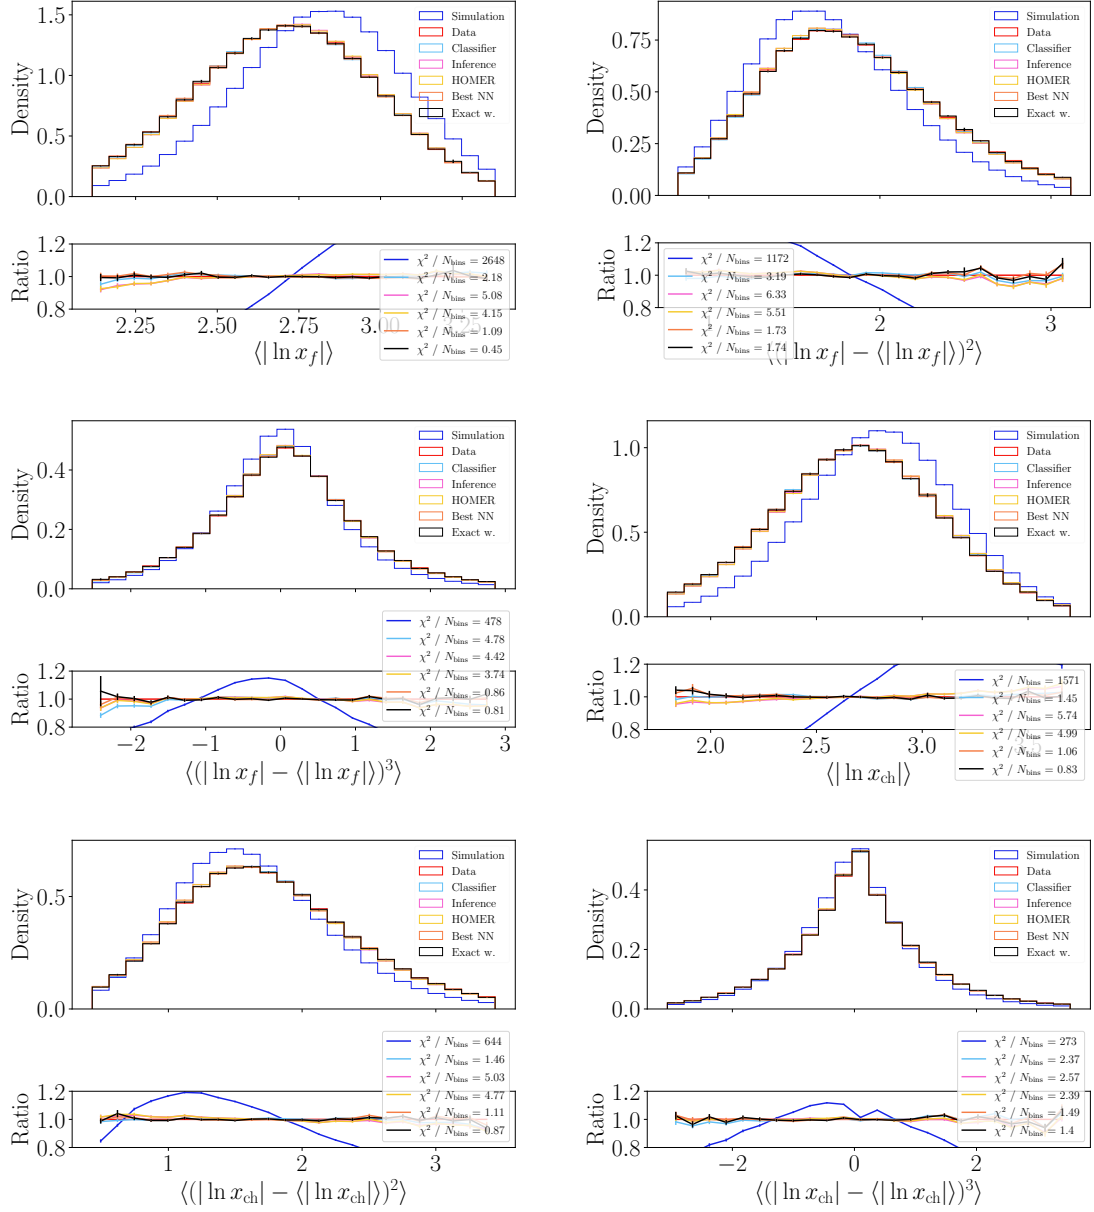 1.5
1.0
0.5
0.0
Density
Simulation
Data
Classifier
Inference
HOMER
Best NN
Exact w.
1.2
1.0
0.8
Ratio
χ² / N_bins = 2648
χ² / N_bins = 2.18
χ² / N_bins = 5.08
χ² / N_bins = 4.15
χ² / N_bins = 1.09
χ² / N_bins = 0.45
2.25 2.50 2.75 3.00 3.25
⟨| ln x_f|⟩
0.75
0.50
0.25
0.00
Density
Simulation
Data
Classifier
Inference
HOMER
Best NN
Exact w.
1.2
1.0
0.8
Ratio
χ² / N_bins = 1172
χ² / N_bins = 3.19
χ² / N_bins = 6.33
χ² / N_bins = 5.51
χ² / N_bins = 1.73
χ² / N_bins = 1.74
1 2 3
⟨(| ln x_f| − ⟨| ln x_f|⟩)²⟩
0.4
0.2
0.0
Density
Simulation
Data
Classifier
Inference
HOMER
Best NN
Exact w.
1.2
1.0
0.8
Ratio
χ² / N_bins = 478
χ² / N_bins = 4.78
χ² / N_bins = 4.42
χ² / N_bins = 3.74
χ² / N_bins = 0.86
χ² / N_bins = 0.81
−2 −1 0 1 2 3
⟨(| ln x_f| − ⟨| ln x_f|⟩)³⟩
1.0
0.5
0.0
Density
Simulation
Data
Classifier
Inference
HOMER
Best NN
Exact w.
1.2
1.0
0.8
Ratio
χ² / N_bins = 1571
χ² / N_bins = 1.45
χ² / N_bins = 5.74
χ² / N_bins = 4.99
χ² / N_bins = 1.06
χ² / N_bins = 0.83
2.0 2.5 3.0 3.5
⟨| ln x_ch|⟩
0.5
0.0
Density
Simulation
Data
Classifier
Inference
HOMER
Best NN
Exact w.
1.2
1.0
0.8
Ratio
χ² / N_bins = 644
χ² / N_bins = 1.46
χ² / N_bins = 5.03
χ² / N_bins = 4.77
χ² / N_bins = 1.11
χ² / N_bins = 0.87
1 2 3
⟨(| ln x_ch| − ⟨| ln x_ch|⟩)²⟩
0.4
0.2
0.0
Density
Simulation
Data
Classifier
Inference
HOMER
Best NN
Exact w.
1.2
1.0
0.8
Ratio
χ² / N_bins = 273
χ² / N_bins = 2.37
χ² / N_bins = 2.57
χ² / N_bins = 2.39
χ² / N_bins = 1.49
χ² / N_bins = 1.4
−2 0 2
⟨(| ln x_ch| − ⟨| ln x_ch|⟩)³⟩